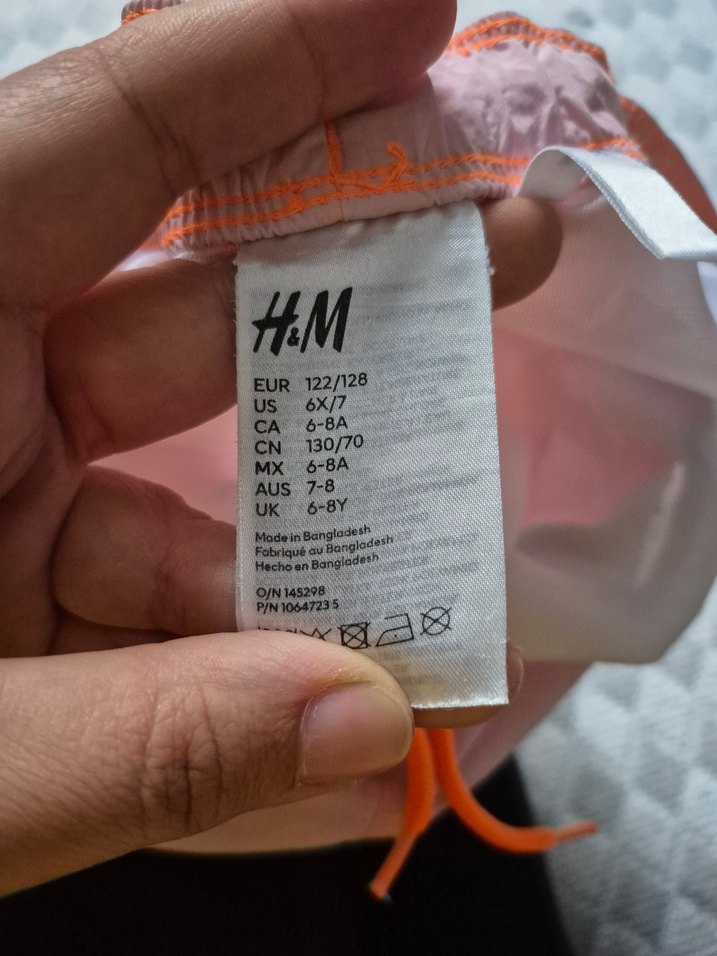 H&M
EUR 122/128
US 6X/7
CA 6-8A
CN 130/70
MX 6-8A
AUS 7-8
UK 6-8Y
Made in Bangladesh
Fabriqué au Bangladesh
Hecho en Bangladesh
O/N 145298
P/N 1064723 5